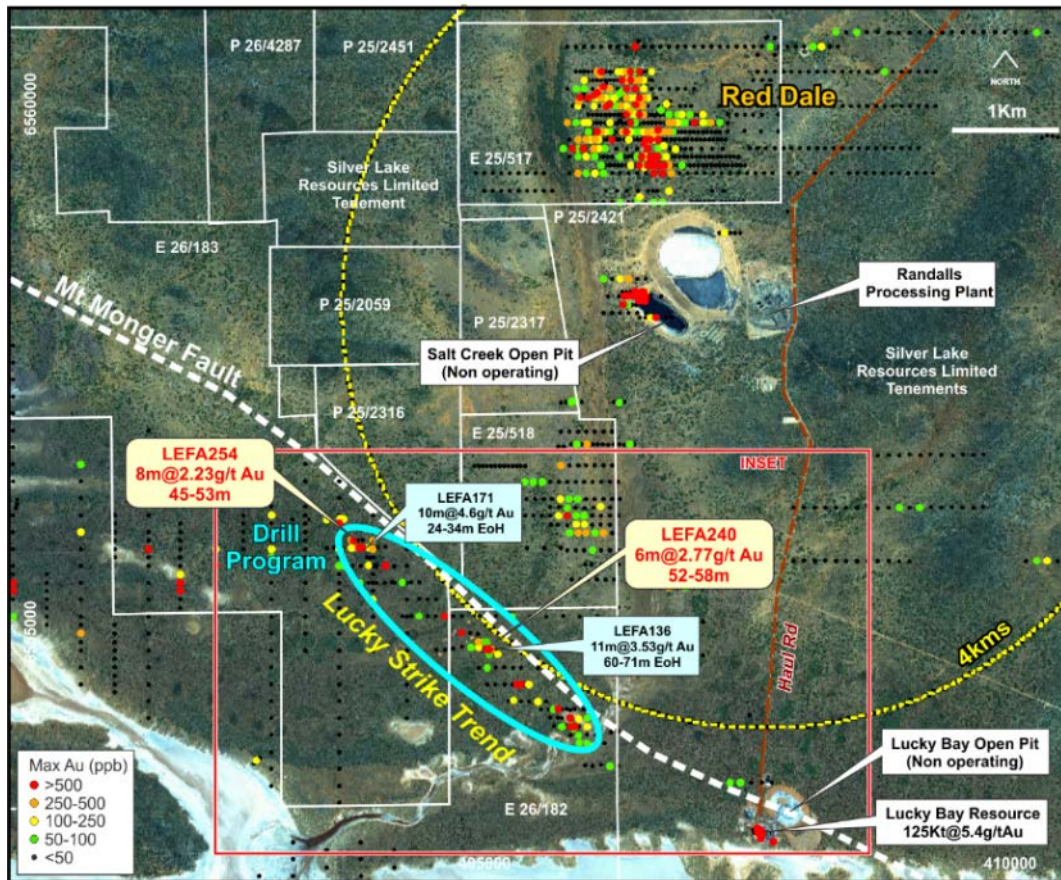 P 26/4287
P 25/2451
NORTH
1Km
Red Dale
6560000
E 25/517
Silver Lake
Resources Limited
Tenement
P 25/2421
E 26/183
Randalls
Processing Plant
Mt Monger Fault
P 25/2059
P 25/2317
Salt Creek Open Pit
(Non operating)
Silver Lake
Resources Limited
Tenements
P 25/2316
E 25/518
LEFA254
8m@2.23g/t Au
45-53m
INSET
LEFA171
10m@4.6g/t Au
24-34m EoH
Drill
Program
LEFA240
6m@2.77g/t Au
52-58m
Lucky Strike Trend
LEFA136
11m@3.53g/t Au
60-71m EoH
Haul Rd
4kms
Lucky Bay Open Pit
(Non operating)
Max Au (ppb)
>500
250-500
100-250
50-100
<50
E 26/182
Lucky Bay Resource
125Kt@5.4g/tAu
410000